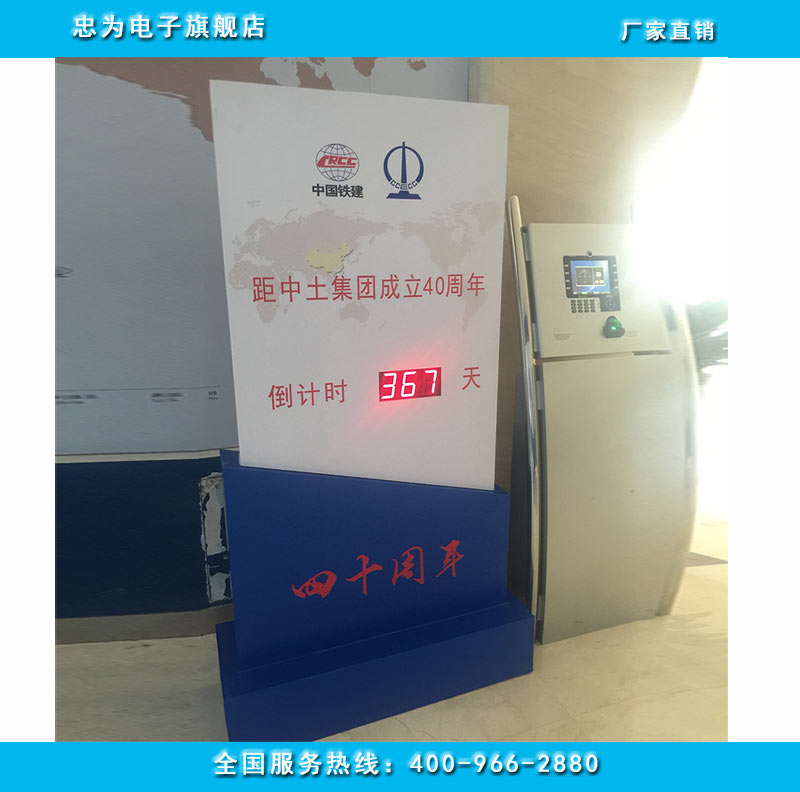 忠为电子旗舰店
厂家直销
CRCC
中国铁建
CCECC
距中土集团成立40周年
倒计时 367 天
四十周年
全国服务热线：400-966-2880